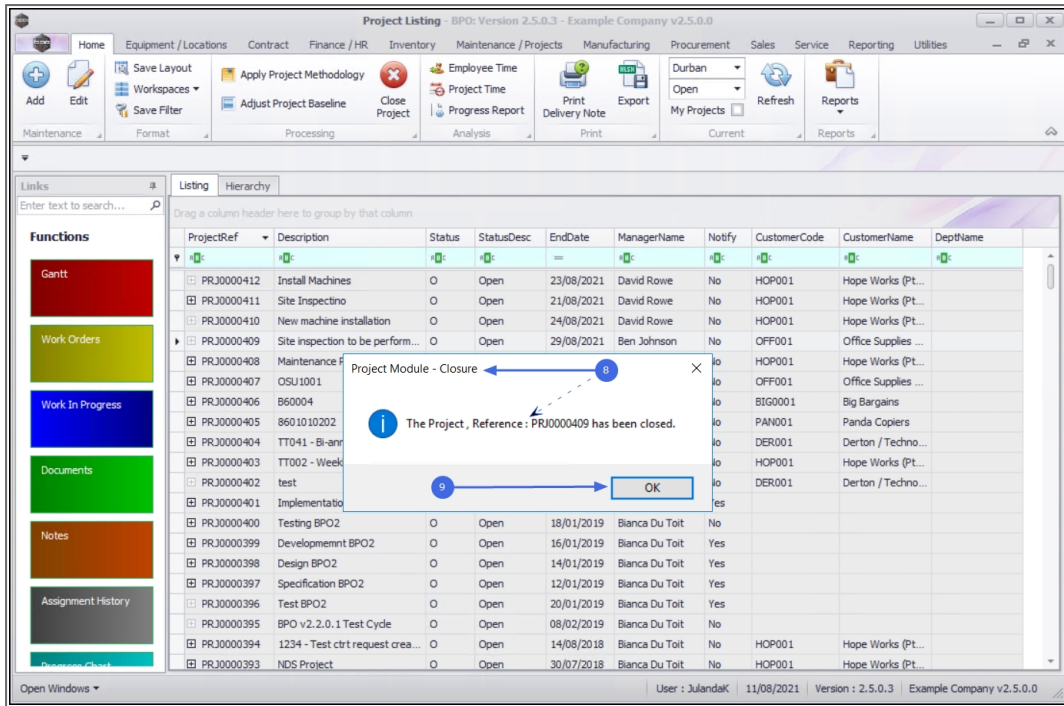 Project Listing - BPO: Version 2.5.0.3 - Example Company v2.5.0.0
Home Equipment / Locations Contract Finance / HR Inventory Maintenance / Projects Manufacturing Procurement Sales Service Reporting Utilities
Add
Edit
Save Layout
Workspaces
Save Filter
Apply Project Methodology
Adjust Project Baseline
Close Project
Employee Time
Project Time
Progress Report
Print Delivery Note
Export
Durban
Open
My Projects
Refresh
Reports
Maintenance Format Processing Analysis Print Current Reports
Links
Enter text to search...
Functions
Gantt
Work Orders
Work In Progress
Documents
Notes
Assignment History
Progress Chart
Listing Hierarchy
Drag a column header here to group by that column
ProjectRef Description Status StatusDesc EndDate ManagerName Notify CustomerCode CustomerName DeptName
PRJ0000412 Install Machines O Open 23/08/2021 David Rowe No HOP001 Hope Works (Pt...
PRJ0000411 Site Inspectino O Open 21/08/2021 David Rowe No HOP001 Hope Works (Pt...
PRJ0000410 New machine installation O Open 24/08/2021 David Rowe No HOP001 Hope Works (Pt...
PRJ0000409 Site inspection to be perform... O Open 29/08/2021 Ben Johnson No OFF001 Office Supplies ...
PRJ0000408 Maintenance No HOP001 Hope Works (Pt...
PRJ0000407 OSU1001 No OFF001 Office Supplies ...
PRJ0000406 B60004 No BIG0001 Big Bargains
PRJ0000405 8601010202 No PAN001 Panda Copiers
PRJ0000404 TT041 - Bi-ann No DER001 Derton / Techno...
PRJ0000403 TT002 - Week No HOP001 Hope Works (Pt...
PRJ0000402 test No DER001 Derton / Techno...
PRJ0000401 Implementatio Yes
PRJ0000400 Testing BPO2 O Open 18/01/2019 Bianca Du Toit No
PRJ0000399 Developmemnt BPO2 O Open 16/01/2019 Bianca Du Toit Yes
PRJ0000398 Design BPO2 O Open 14/01/2019 Bianca Du Toit Yes
PRJ0000397 Specification BPO2 O Open 12/01/2019 Bianca Du Toit Yes
PRJ0000396 Test BPO2 O Open 20/01/2019 Bianca Du Toit Yes
PRJ0000395 BPO v2.2.0.1 Test Cycle O Open 08/02/2019 Bianca Du Toit No
PRJ0000394 1234 - Test ctrt request crea... O Open 14/08/2018 Bianca Du Toit No HOP001 Hope Works (Pt...
PRJ0000393 NDS Project O Open 30/07/2018 Bianca Du Toit No HOP001 Hope Works (Pt...
Project Module - Closure
8
The Project , Reference : PRJ0000409 has been closed.
9
OK
Open Windows
User : JulandaK 11/08/2021 Version : 2.5.0.3 Example Company v2.5.0.0